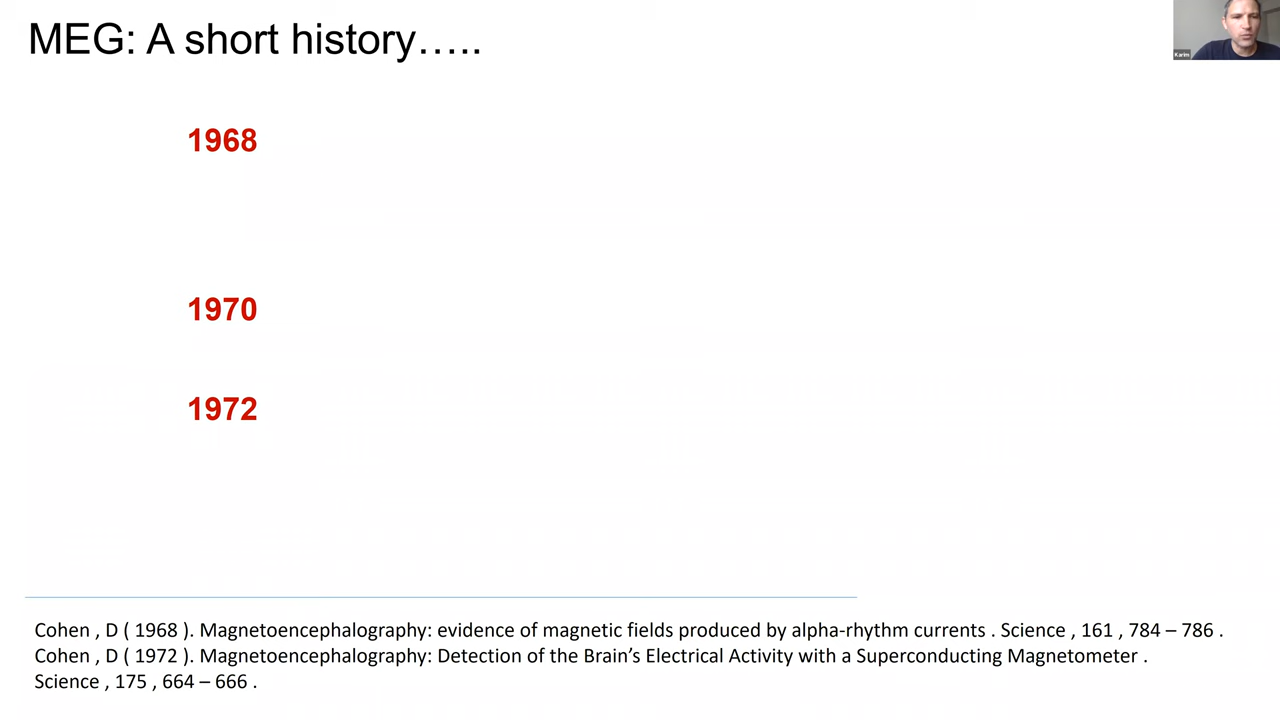 MEG: A short history…..
Karim
1968
1970
1972
Cohen , D ( 1968 ). Magnetoencephalography: evidence of magnetic fields produced by alpha-rhythm currents . Science , 161 , 784 – 786 .
Cohen , D ( 1972 ). Magnetoencephalography: Detection of the Brain’s Electrical Activity with a Superconducting Magnetometer .
Science , 175 , 664 – 666 .